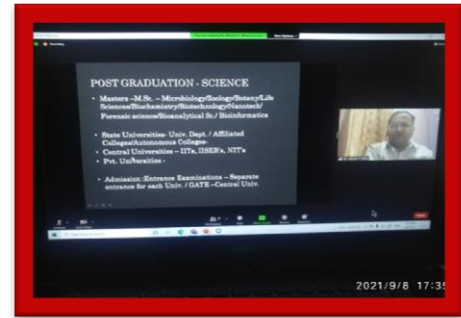 POST GRADUATION - SCIENCE
• Masters –M.Sc. – Microbiology/Zoology/Botany/Life
Sciences/Biochemistry/Biotechnology/Nanotech/
Forensic science/Bioanalytical Sc./ Bioinformatics
• State Universities- Univ. Dept. / Affiliated
Colleges/Autonomous Colleges-
• Central Universities – IITs, IISER's, NIT's
• Pvt. Universities -
• Admission :Entrance Examinations – Separate
entrance for each Univ. / GATE –Central Univ.
2021/9/8 17:35